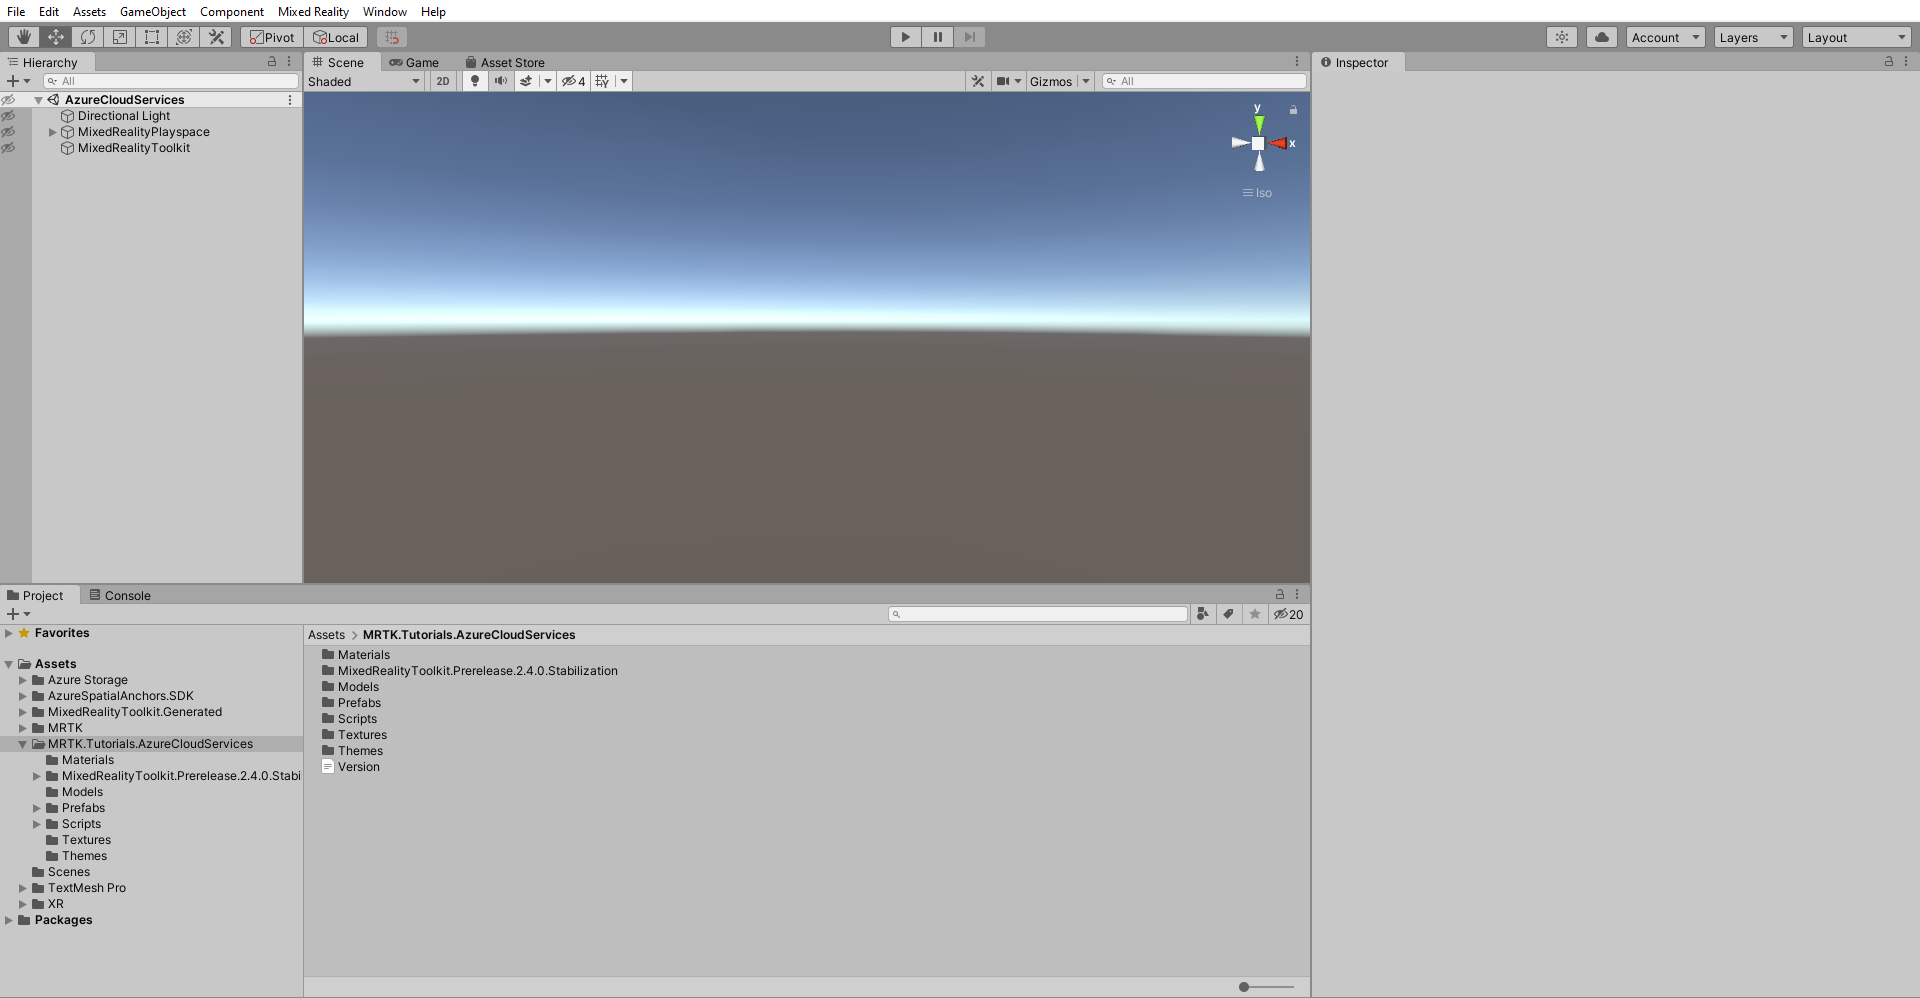 File Edit Assets GameObject Component Mixed Reality Window Help
Pivot Local Account Layers Layout
Hierarchy
All
AzureCloudServices
Directional Light
MixedRealityPlayspace
MixedRealityToolkit
Scene Game Asset Store
Shaded 2D 4 Gizmos All
y
x
Iso
Inspector
Project Console
20
Favorites
Assets
Azure Storage
AzureSpatialAnchors.SDK
MixedRealityToolkit.Generated
MRTK
MRTK.Tutorials.AzureCloudServices
Materials
MixedRealityToolkit.Prerelease.2.4.0.Stabi
Models
Prefabs
Scripts
Textures
Themes
Scenes
TextMesh Pro
XR
Packages
Assets > MRTK.Tutorials.AzureCloudServices
Materials
MixedRealityToolkit.Prerelease.2.4.0.Stabilization
Models
Prefabs
Scripts
Textures
Themes
Version